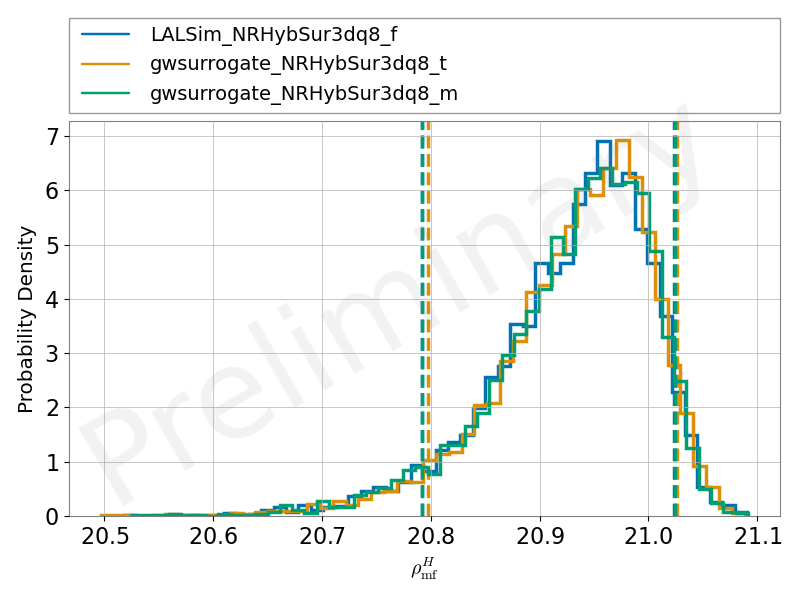 LALSim_NRHybSur3dq8_f
gwsurrogate_NRHybSur3dq8_t
gwsurrogate_NRHybSur3dq8_m
Preliminary
Probability Density
7
6
5
4
3
2
1
0
20.5 20.6 20.7 20.8 20.9 21.0 21.1
ρ_mf^H